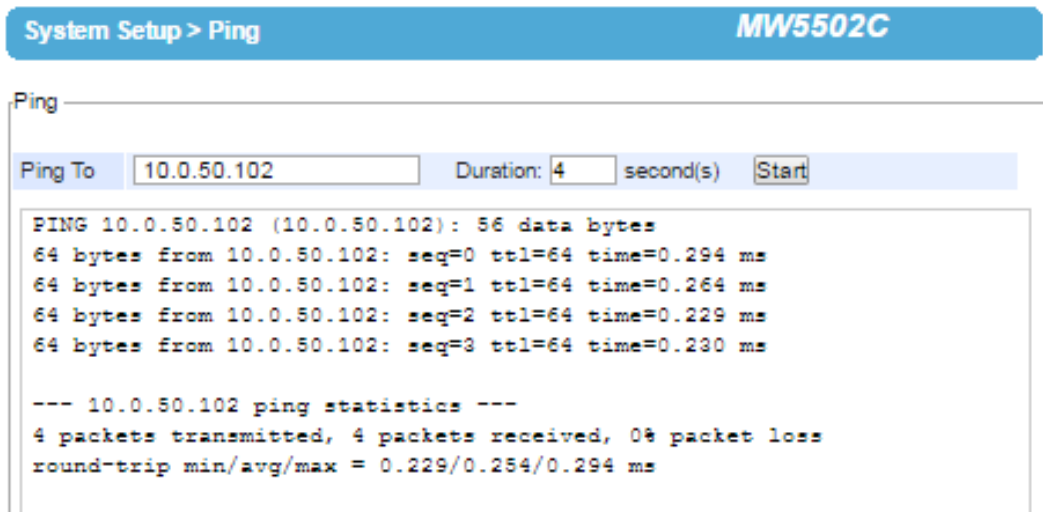 System Setup > Ping MW5502C
Ping
Ping To 10.0.50.102 Duration: 4 second(s) Start
PING 10.0.50.102 (10.0.50.102): 56 data bytes
64 bytes from 10.0.50.102: seq=0 ttl=64 time=0.294 ms
64 bytes from 10.0.50.102: seq=1 ttl=64 time=0.264 ms
64 bytes from 10.0.50.102: seq=2 ttl=64 time=0.229 ms
64 bytes from 10.0.50.102: seq=3 ttl=64 time=0.230 ms
--- 10.0.50.102 ping statistics ---
4 packets transmitted, 4 packets received, 0% packet loss
round-trip min/avg/max = 0.229/0.254/0.294 ms